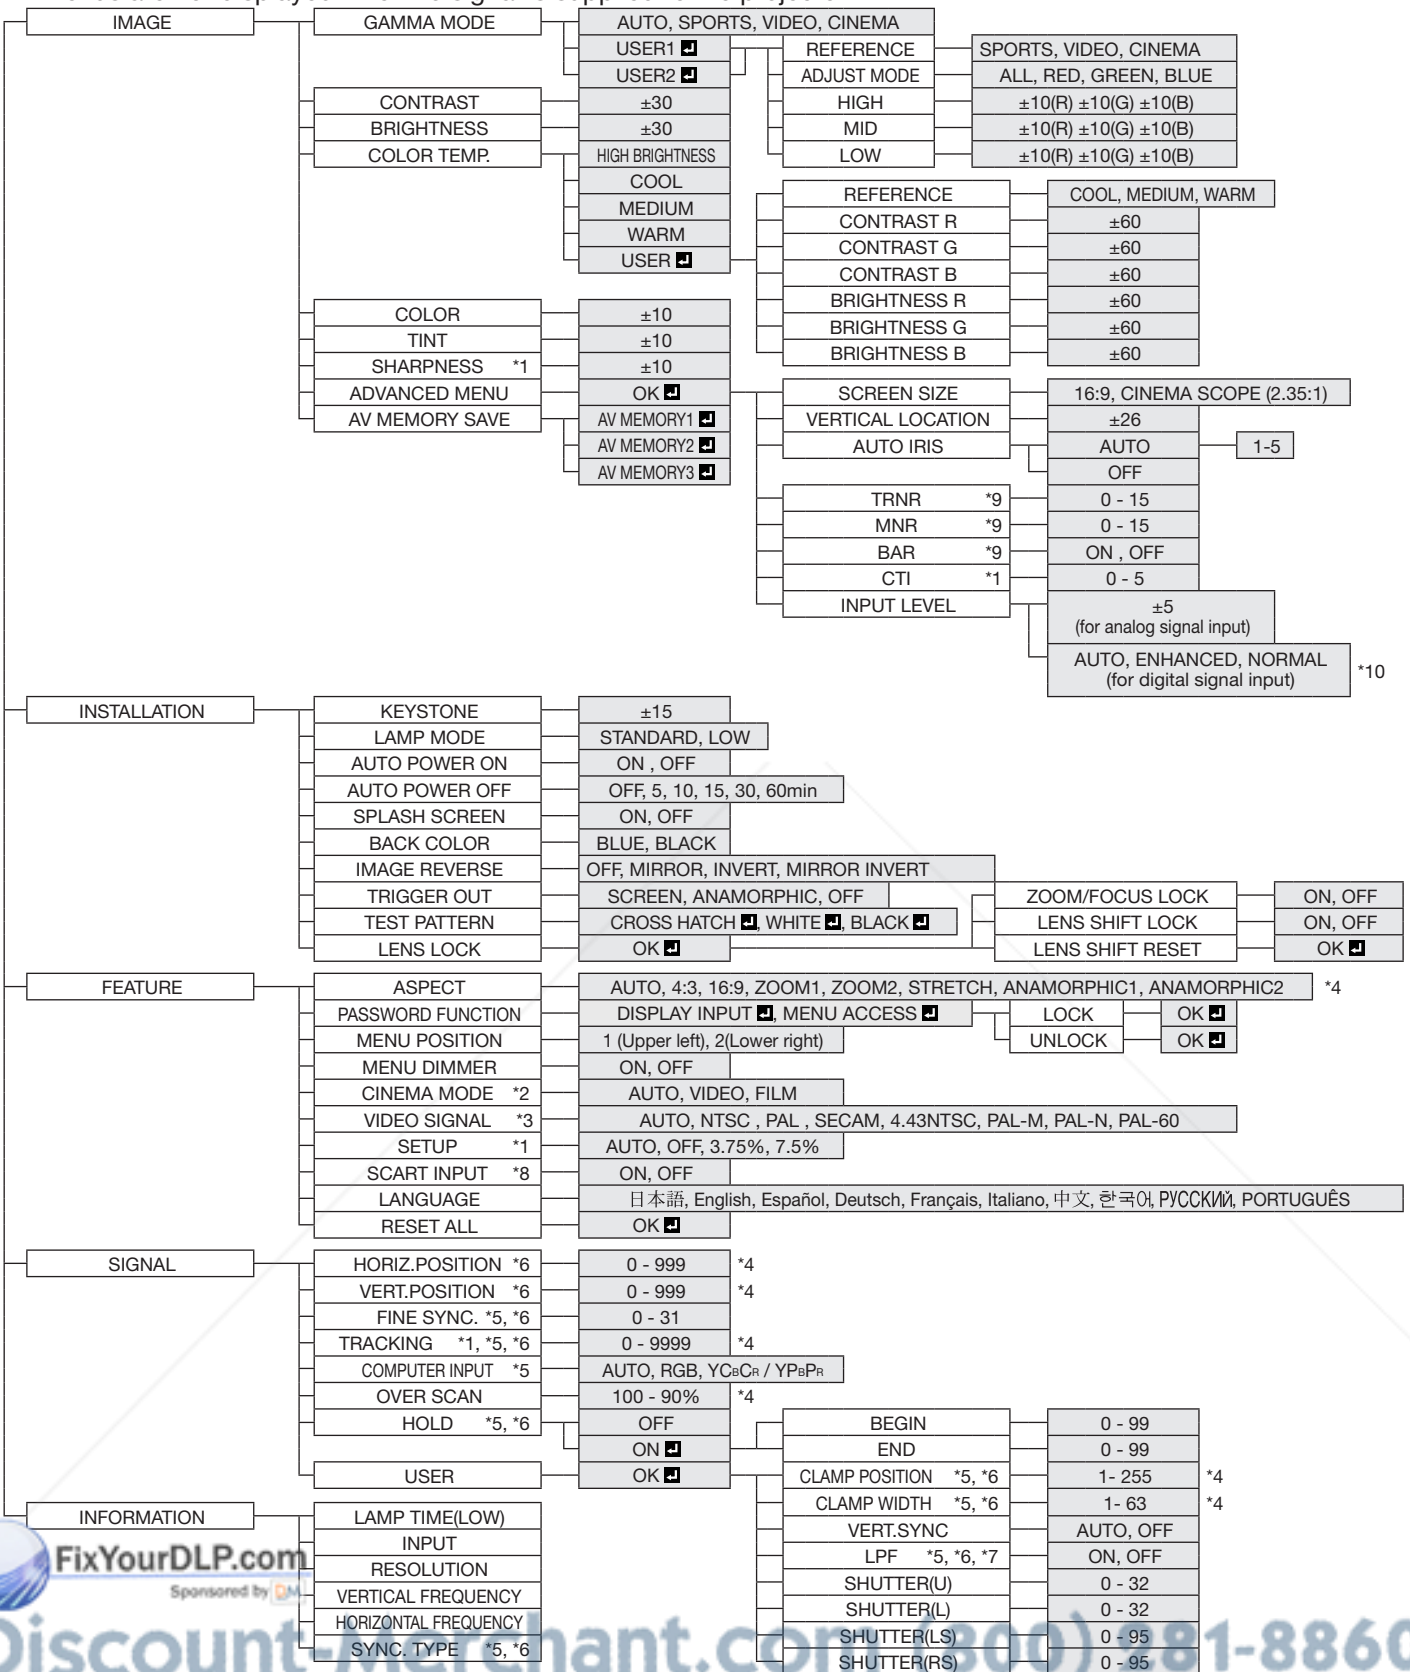 IMAGE GAMMA MODE AUTO, SPORTS, VIDEO, CINEMA
USER1 REFERENCE SPORTS, VIDEO, CINEMA
USER2 ADJUST MODE ALL, RED, GREEN, BLUE
CONTRAST ±30 HIGH ±10(R) ±10(G) ±10(B)
BRIGHTNESS ±30 MID ±10(R) ±10(G) ±10(B)
COLOR TEMP. HIGH BRIGHTNESS LOW ±10(R) ±10(G) ±10(B)
COOL
REFERENCE COOL, MEDIUM, WARM
MEDIUM
CONTRAST R ±60
WARM
CONTRAST G ±60
USER
CONTRAST B ±60
BRIGHTNESS R ±60
COLOR ±10
BRIGHTNESS G ±60
TINT ±10
BRIGHTNESS B ±60
SHARPNESS *1 ±10
ADVANCED MENU OK SCREEN SIZE 16:9, CINEMA SCOPE (2.35:1)
AV MEMORY SAVE AV MEMORY1 VERTICAL LOCATION ±26
AV MEMORY2 AUTO IRIS AUTO 1-5
AV MEMORY3 OFF
TRNR *9 0 - 15
MNR *9 0 - 15
BAR *9 ON , OFF
CTI *1 0 - 5
INPUT LEVEL ±5
(for analog signal input)
AUTO, ENHANCED, NORMAL
(for digital signal input) *10
INSTALLATION KEYSTONE ±15
LAMP MODE STANDARD, LOW
AUTO POWER ON ON , OFF
AUTO POWER OFF OFF, 5, 10, 15, 30, 60min
SPLASH SCREEN ON, OFF
BACK COLOR BLUE, BLACK
IMAGE REVERSE OFF, MIRROR, INVERT, MIRROR INVERT
TRIGGER OUT SCREEN, ANAMORPHIC, OFF ZOOM/FOCUS LOCK ON, OFF
TEST PATTERN CROSS HATCH , WHITE , BLACK LENS SHIFT LOCK ON, OFF
LENS LOCK OK LENS SHIFT RESET OK
FEATURE ASPECT AUTO, 4:3, 16:9, ZOOM1, ZOOM2, STRETCH, ANAMORPHIC1, ANAMORPHIC2 *4
PASSWORD FUNCTION DISPLAY INPUT , MENU ACCESS LOCK OK
MENU POSITION 1 (Upper left), 2(Lower right) UNLOCK OK
MENU DIMMER ON, OFF
CINEMA MODE *2 AUTO, VIDEO, FILM
VIDEO SIGNAL *3 AUTO, NTSC , PAL , SECAM, 4.43NTSC, PAL-M, PAL-N, PAL-60
SETUP *1 AUTO, OFF, 3.75%, 7.5%
SCART INPUT *8 ON, OFF
LANGUAGE 日本語, English, Español, Deutsch, Français, Italiano, 中文, 한국어, РУССКИЙ, PORTUGUÊS
RESET ALL OK
SIGNAL HORIZ.POSITION *6 0 - 999 *4
VERT.POSITION *6 0 - 999 *4
FINE SYNC. *5, *6 0 - 31
TRACKING *1, *5, *6 0 - 9999 *4
COMPUTER INPUT *5 AUTO, RGB, YCBCR / YPBPR
OVER SCAN 100 - 90% *4
HOLD *5, *6 OFF BEGIN 0 - 99
ON END 0 - 99
USER OK CLAMP POSITION *5, *6 1- 255 *4
CLAMP WIDTH *5, *6 1- 63 *4
INFORMATION LAMP TIME(LOW)
VERT.SYNC AUTO, OFF
INPUT
LPF *5, *6, *7 ON, OFF
RESOLUTION
SHUTTER(U) 0 - 32
VERTICAL FREQUENCY
SHUTTER(L) 0 - 32
HORIZONTAL FREQUENCY
SHUTTER(LS) 0 - 95
SYNC. TYPE *5, *6
SHUTTER(RS) 0 - 95
FixYourDLP.com
Sponsored by DM
Discount-Merchant.com (800) 281-8860